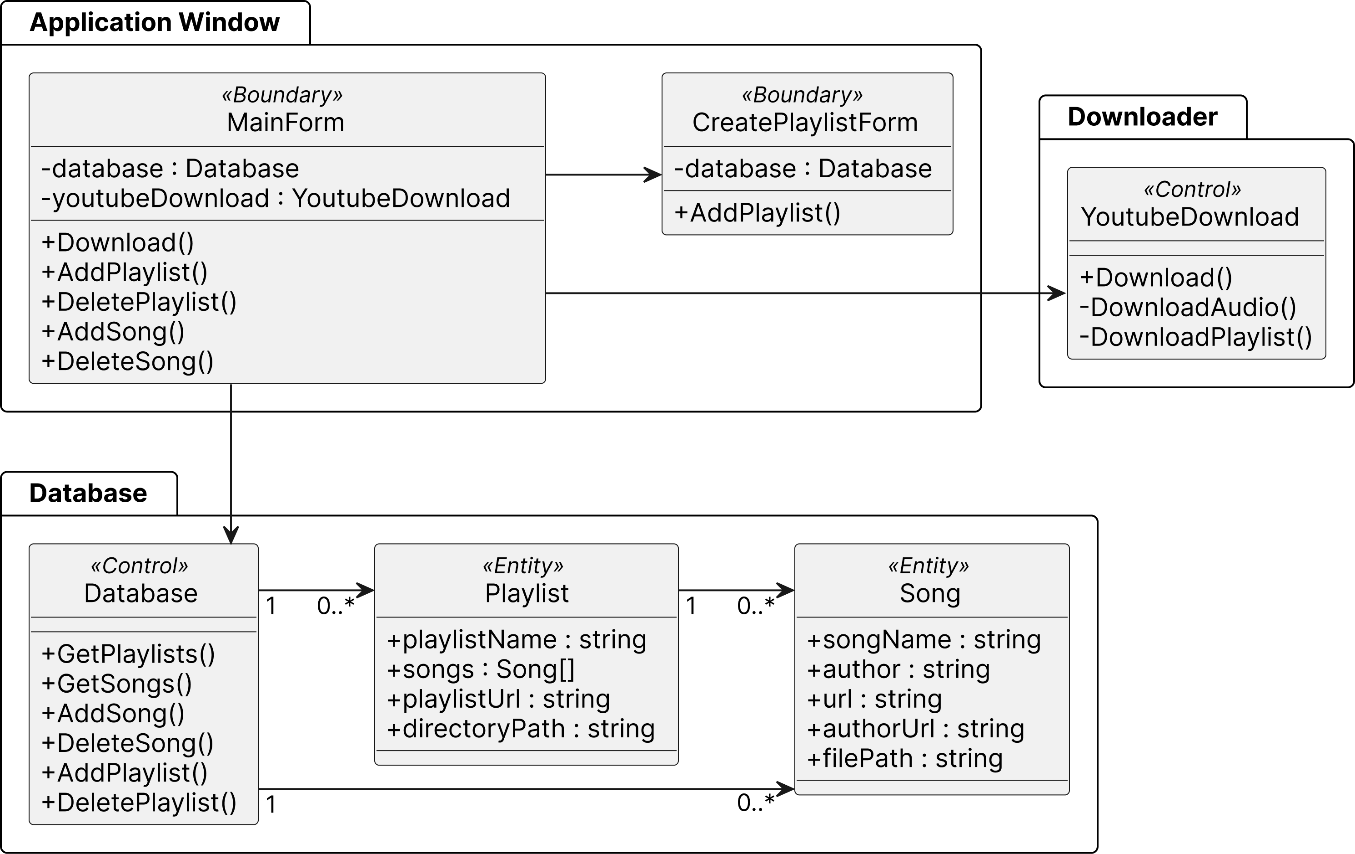 Application Window
«Boundary»
MainForm
-database : Database
-youtubeDownload : YoutubeDownload
+Download()
+AddPlaylist()
+DeletePlaylist()
+AddSong()
+DeleteSong()
«Boundary»
CreatePlaylistForm
-database : Database
+AddPlaylist()
Downloader
«Control»
YoutubeDownload
+Download()
-DownloadAudio()
-DownloadPlaylist()
Database
«Control»
Database
+GetPlaylists()
+GetSongs()
+AddSong()
+DeleteSong()
+AddPlaylist()
+DeletePlaylist()
1
0..*
1
0..*
«Entity»
Playlist
+playlistName : string
+songs : Song[]
+playlistUrl : string
+directoryPath : string
1
0..*
«Entity»
Song
+songName : string
+author : string
+url : string
+authorUrl : string
+filePath : string